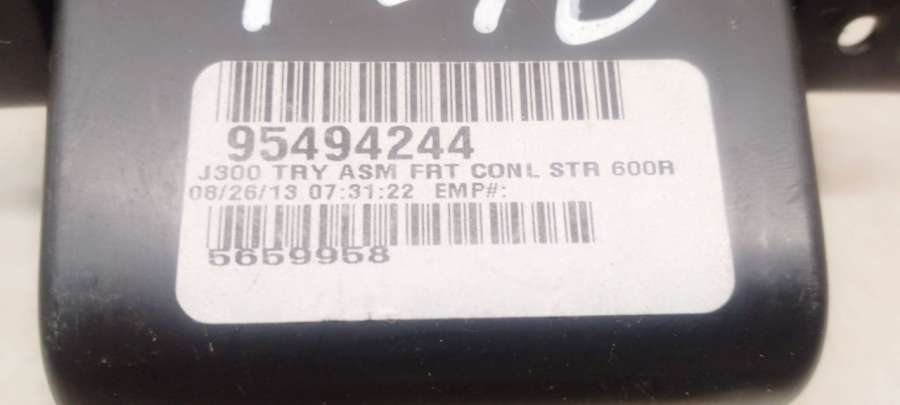 95494244
J300 TRY ASM FRT CONL STR 600R
08/26/13 07:31:22 EMP#:
5659958